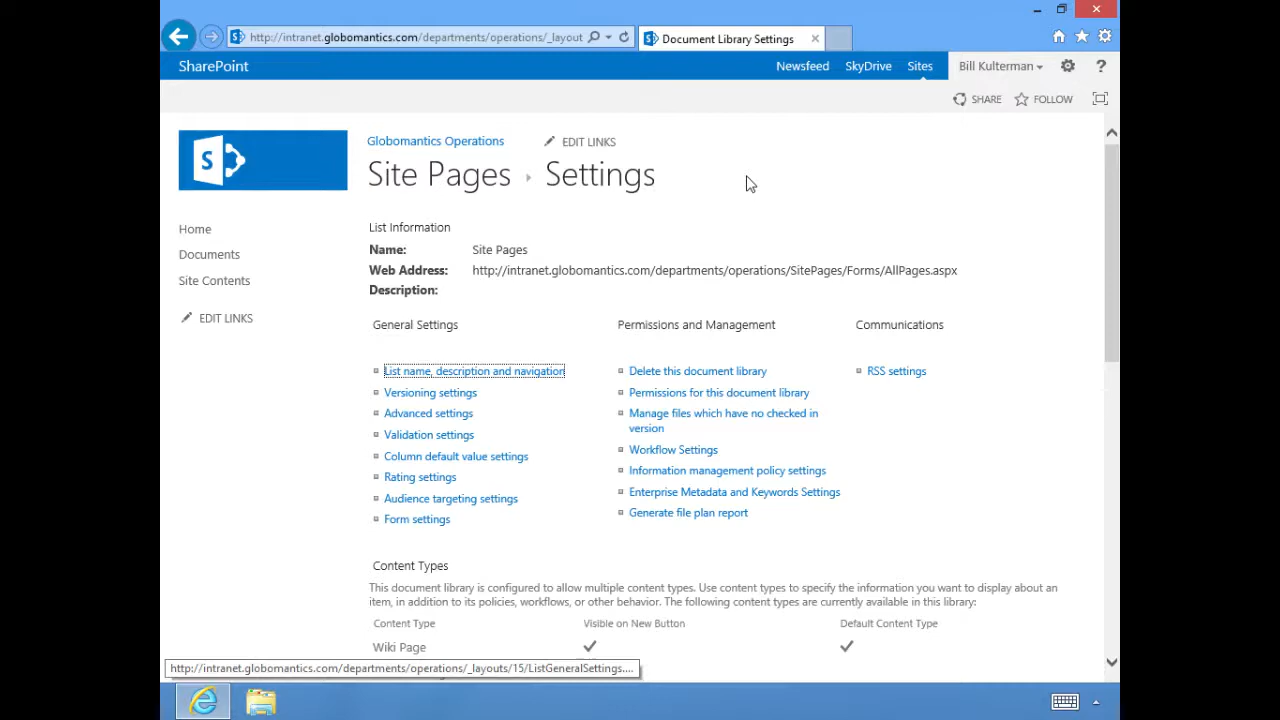 http://intranet.globomantics.com/departments/operations/_layout
Document Library Settings
SharePoint
Newsfeed
SkyDrive
Sites
Bill Kulterman
?
SHARE
FOLLOW
S
Globomantics Operations
EDIT LINKS
Site Pages
Settings
Home
Documents
Site Contents
EDIT LINKS
List Information
Name: Site Pages
Web Address: http://intranet.globomantics.com/departments/operations/SitePages/Forms/AllPages.aspx
Description:
General Settings
List name, description and navigation
Versioning settings
Advanced settings
Validation settings
Column default value settings
Rating settings
Audience targeting settings
Form settings
Permissions and Management
Delete this document library
Permissions for this document library
Manage files which have no checked in
version
Workflow Settings
Information management policy settings
Enterprise Metadata and Keywords Settings
Generate file plan report
Communications
RSS settings
Content Types
This document library is configured to allow multiple content types. Use content types to specify the information you want to display about an
item, in addition to its policies, workflows, or other behavior. The following content types are currently available in this library:
Content Type Visible on New Button Default Content Type
Wiki Page
http://intranet.globomantics.com/departments/operations/_layouts/15/ListGeneralSettings....